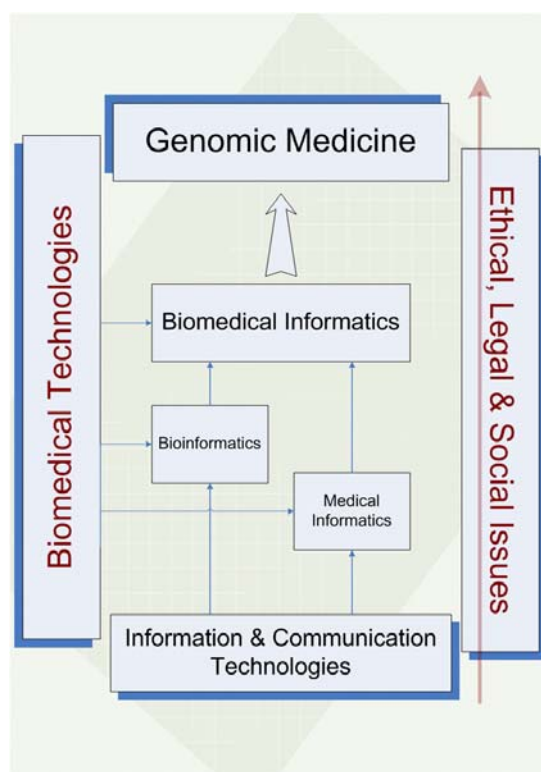 Genomic Medicine
Biomedical Technologies
Ethical, Legal & Social Issues
Biomedical Informatics
Bioinformatics
Medical
Informatics
Information & Communication
Technologies